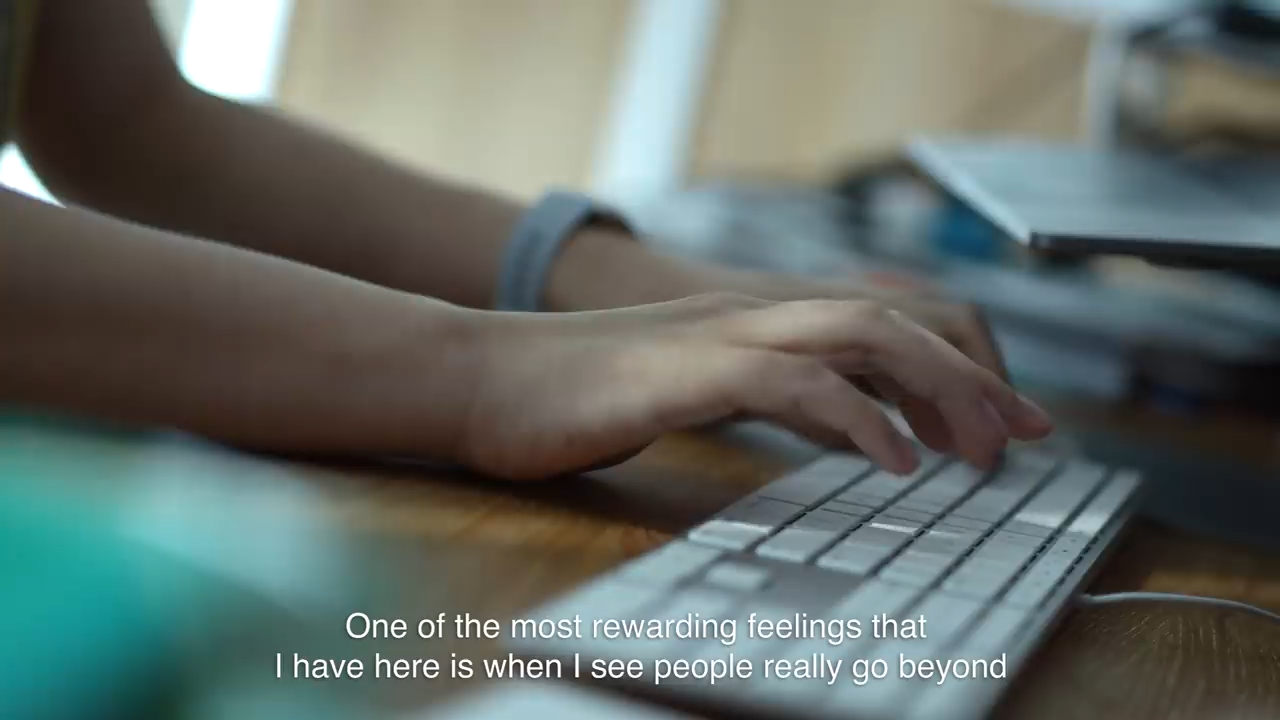 One of the most rewarding feelings that
I have here is when I see people really go beyond